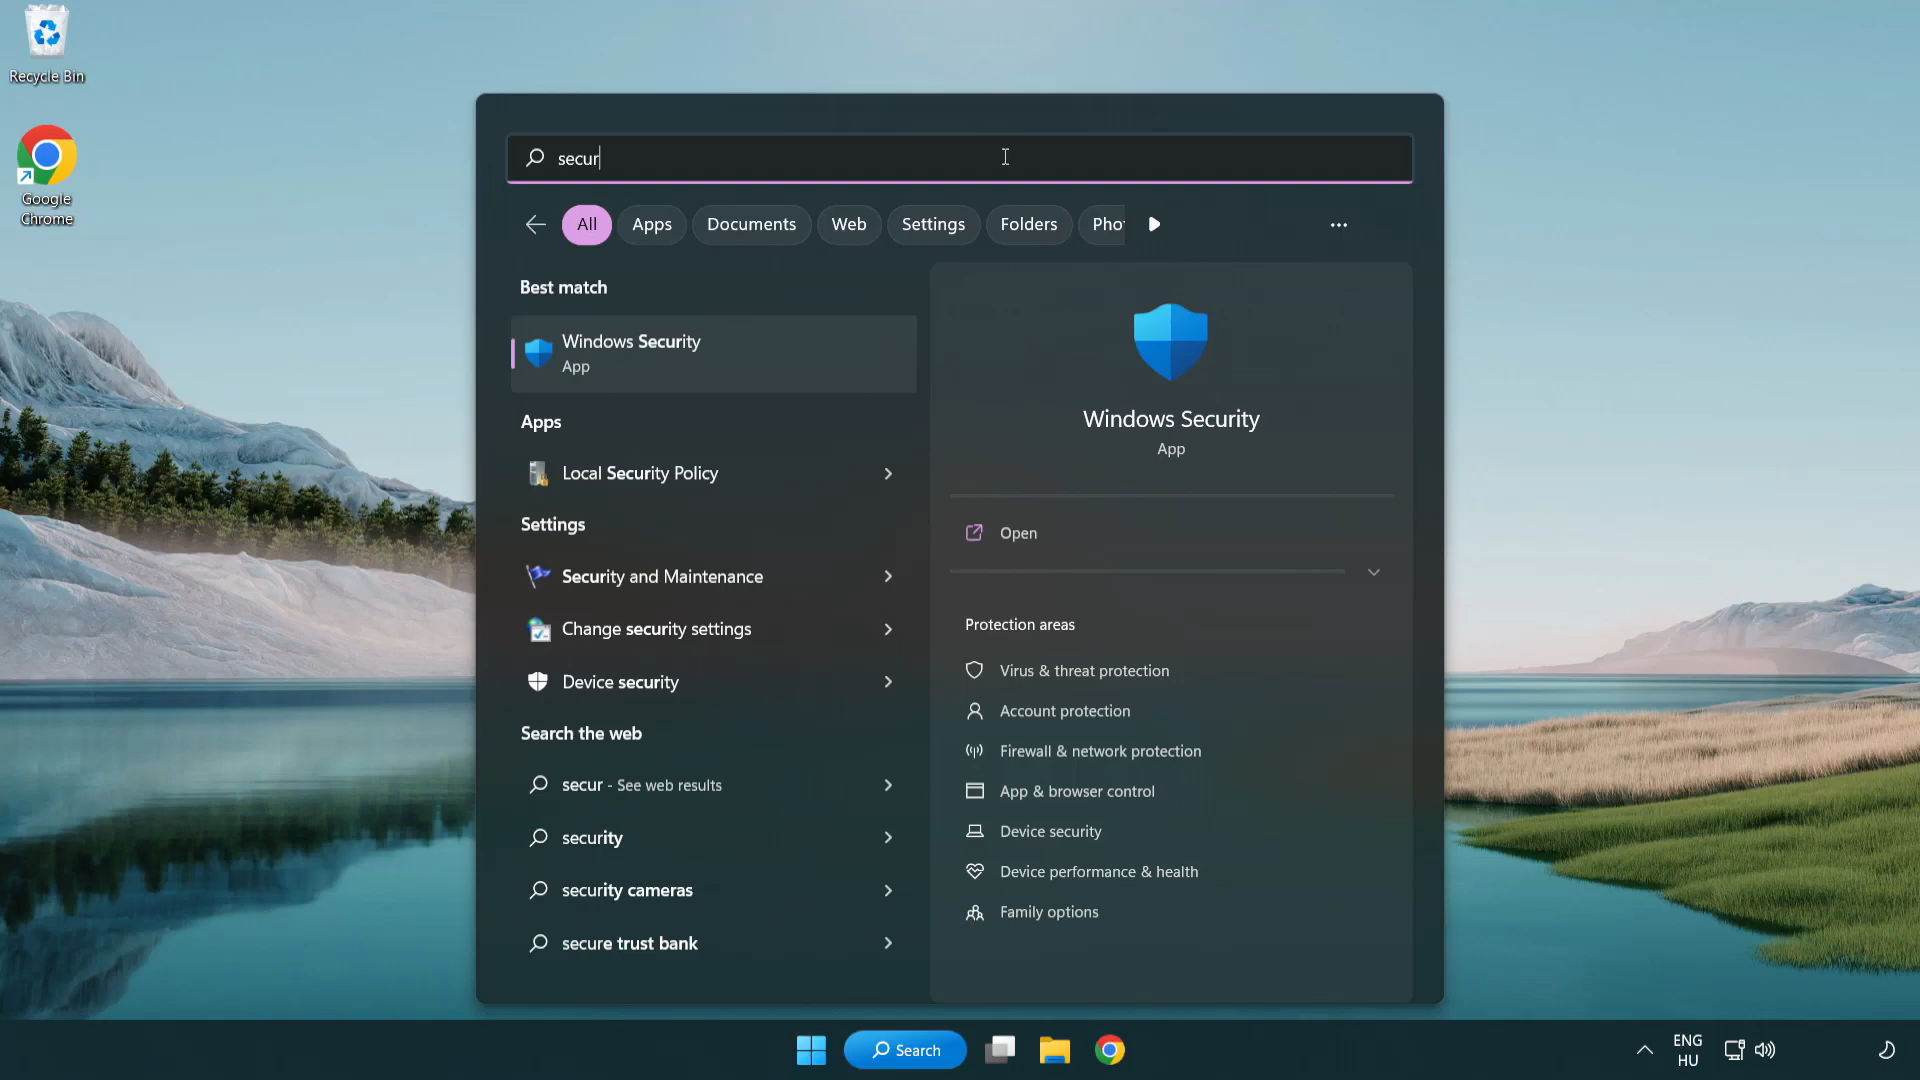 Recycle Bin
Google
Chrome
secur
All
Apps
Documents
Web
Settings
Folders
Pho
Best match
Windows Security
App
Apps
Local Security Policy
Settings
Security and Maintenance
Change security settings
Device security
Search the web
secur - See web results
security
security cameras
secure trust bank
Windows Security
App
Open
Protection areas
Virus & threat protection
Account protection
Firewall & network protection
App & browser control
Device security
Device performance & health
Family options
Search
ENG
HU